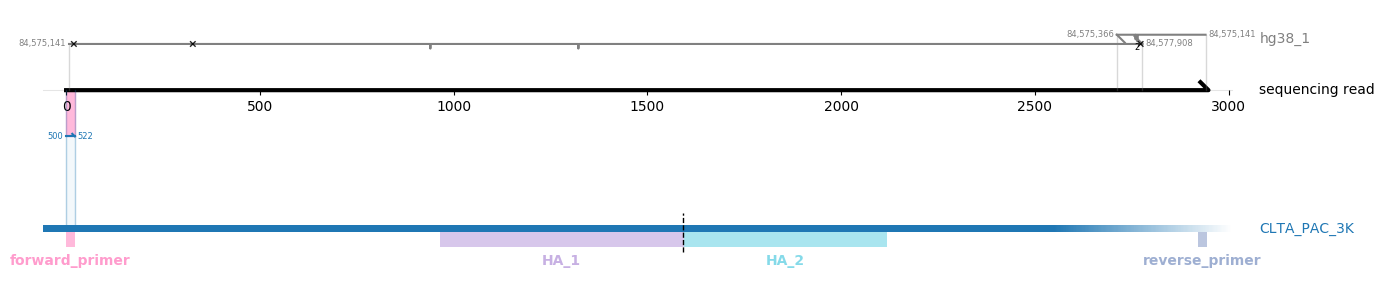 84,575,366 84,575,141 hg38_1
84,575,141 2 84,577,908
sequencing read
0 500 1000 1500 2000 2500 3000
500 522
CLTA_PAC_3K
forward_primer HA_1 HA_2 reverse_primer